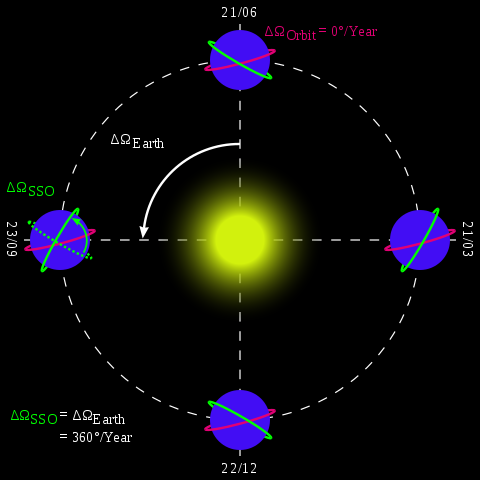 21/06
ΔΩOrbit = 0°/Year
ΔΩEarth
ΔΩSSO
23/09
21/03
ΔΩSSO = ΔΩEarth
= 360°/Year
22/12